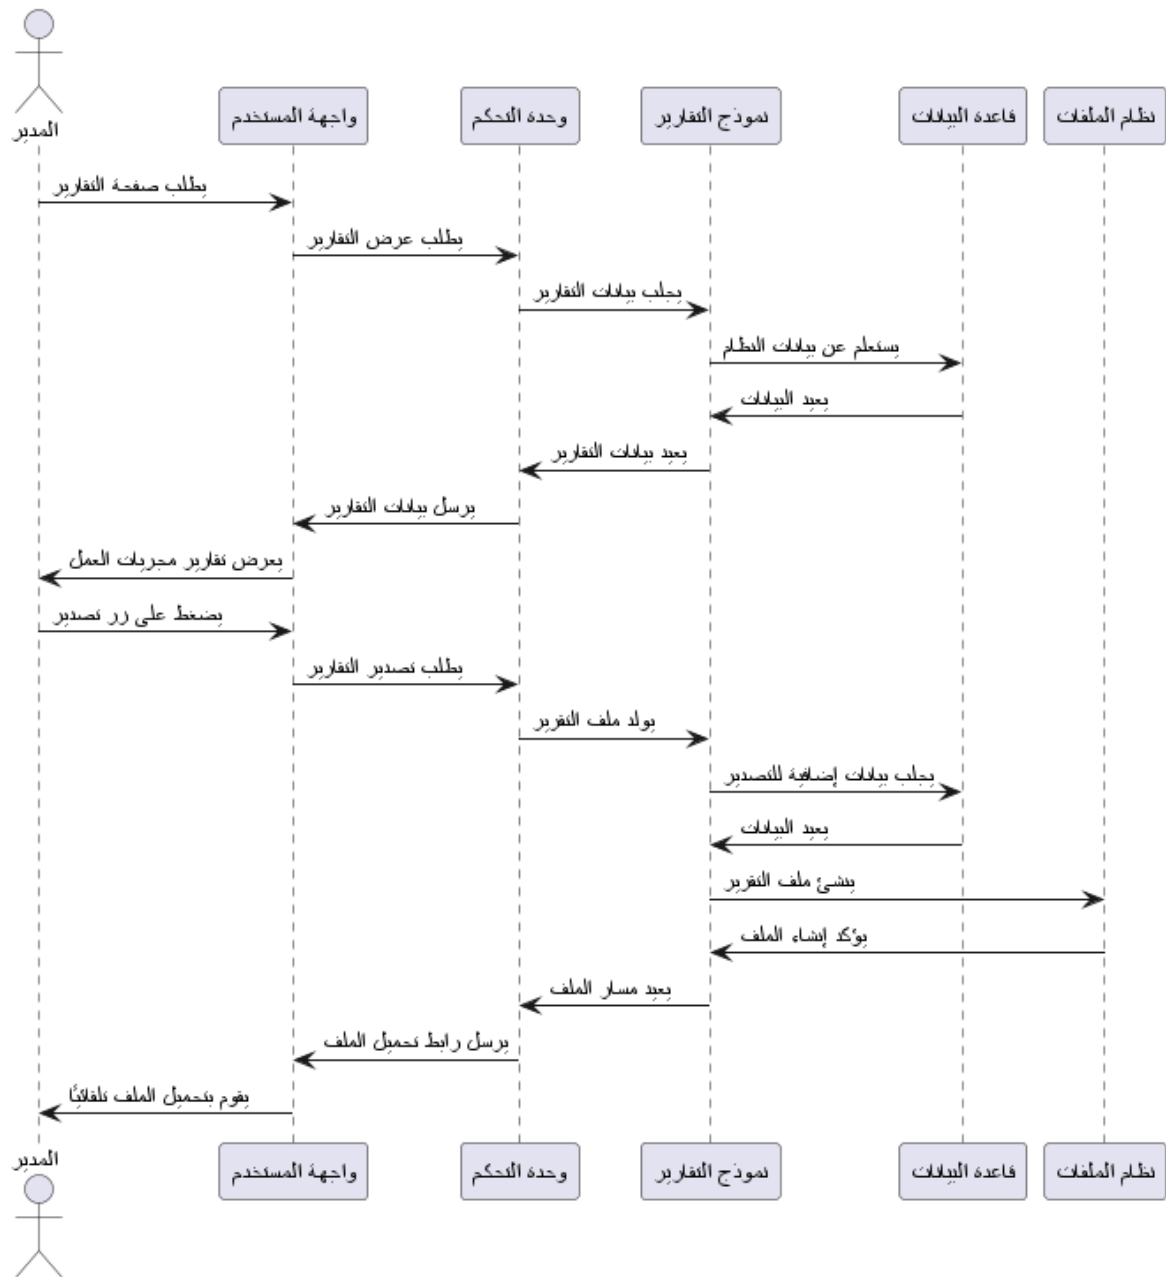 المدير
واجهة المستخدم
وحدة التحكم
نموذج التقارير
قاعدة البيانات
نظام الملفات
يطلب صفحة التقارير
يطلب عرض التقارير
يجلب بيانات التقارير
يستعلم عن بيانات النظام
يعيد البيانات
يعيد بيانات التقارير
يرسل بيانات التقارير
يعرض تقارير مجريات العمل
يضغط على زر تصدير
يطلب تصدير التقارير
يولد ملف التقرير
يجلب بيانات إضافية للتصدير
يعيد البيانات
ينشئ ملف التقرير
يؤكد إنشاء الملف
يعيد مسار الملف
يرسل رابط تحميل الملف
يقوم بتحميل الملف تلقائيًا
المدير
واجهة المستخدم
وحدة التحكم
نموذج التقارير
قاعدة البيانات
نظام الملفات